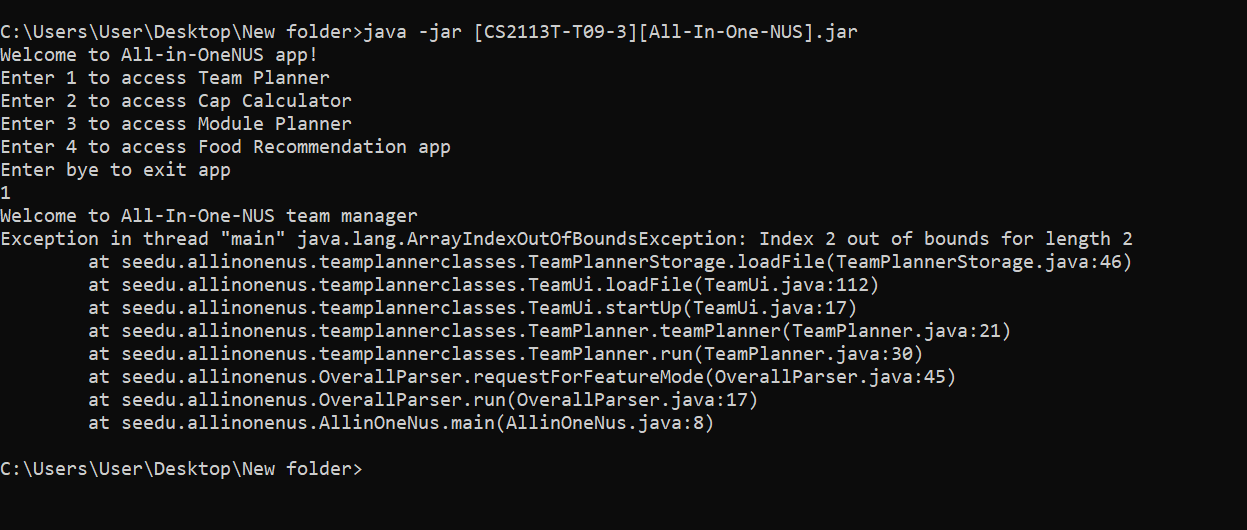 C:\Users\User\Desktop\New folder>java -jar [CS2113T-T09-3][All-In-One-NUS].jar
Welcome to All-in-OneNUS app!
Enter 1 to access Team Planner
Enter 2 to access Cap Calculator
Enter 3 to access Module Planner
Enter 4 to access Food Recommendation app
Enter bye to exit app
1
Welcome to All-In-One-NUS team manager
Exception in thread "main" java.lang.ArrayIndexOutOfBoundsException: Index 2 out of bounds for length 2
        at seedu.allinonenus.teamplannerclasses.TeamPlannerStorage.loadFile(TeamPlannerStorage.java:46)
        at seedu.allinonenus.teamplannerclasses.TeamUi.loadFile(TeamUi.java:112)
        at seedu.allinonenus.teamplannerclasses.TeamUi.startUp(TeamUi.java:17)
        at seedu.allinonenus.teamplannerclasses.TeamPlanner.teamPlanner(TeamPlanner.java:21)
        at seedu.allinonenus.teamplannerclasses.TeamPlanner.run(TeamPlanner.java:30)
        at seedu.allinonenus.OverallParser.requestForFeatureMode(OverallParser.java:45)
        at seedu.allinonenus.OverallParser.run(OverallParser.java:17)
        at seedu.allinonenus.AllinOneNus.main(AllinOneNus.java:8)
C:\Users\User\Desktop\New folder>